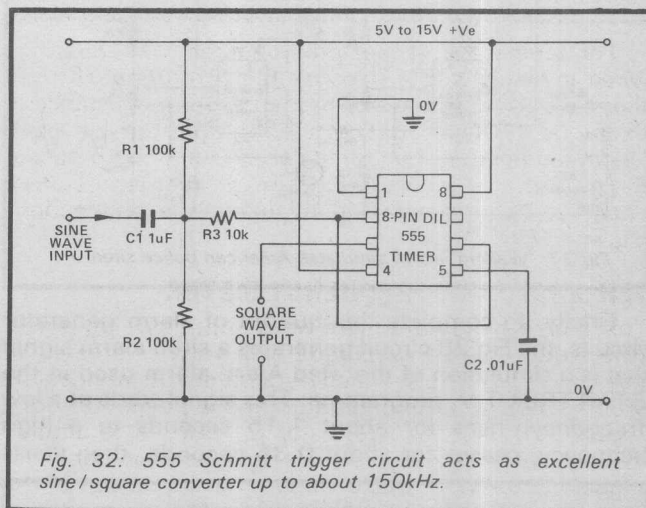 5V to 15V +Ve
0V
R1 100k
1 8
8-PIN DIL
SINE
WAVE
INPUT
C1 1uF
R3 10k
555
TIMER
4 5
SQUARE
WAVE
OUTPUT
R2 100k
C2 .01uF
0V
Fig. 32: 555 Schmitt trigger circuit acts as excellent
sine/square converter up to about 150kHz.